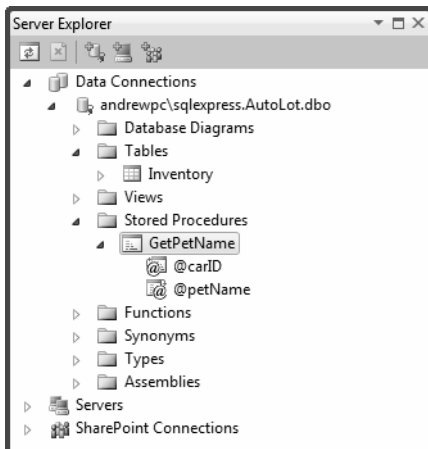 Server Explorer
Data Connections
andrewpc\sqlexpress.AutoLot.dbo
Database Diagrams
Tables
Inventory
Views
Stored Procedures
GetPetName
@carID
@petName
Functions
Synonyms
Types
Assemblies
Servers
SharePoint Connections